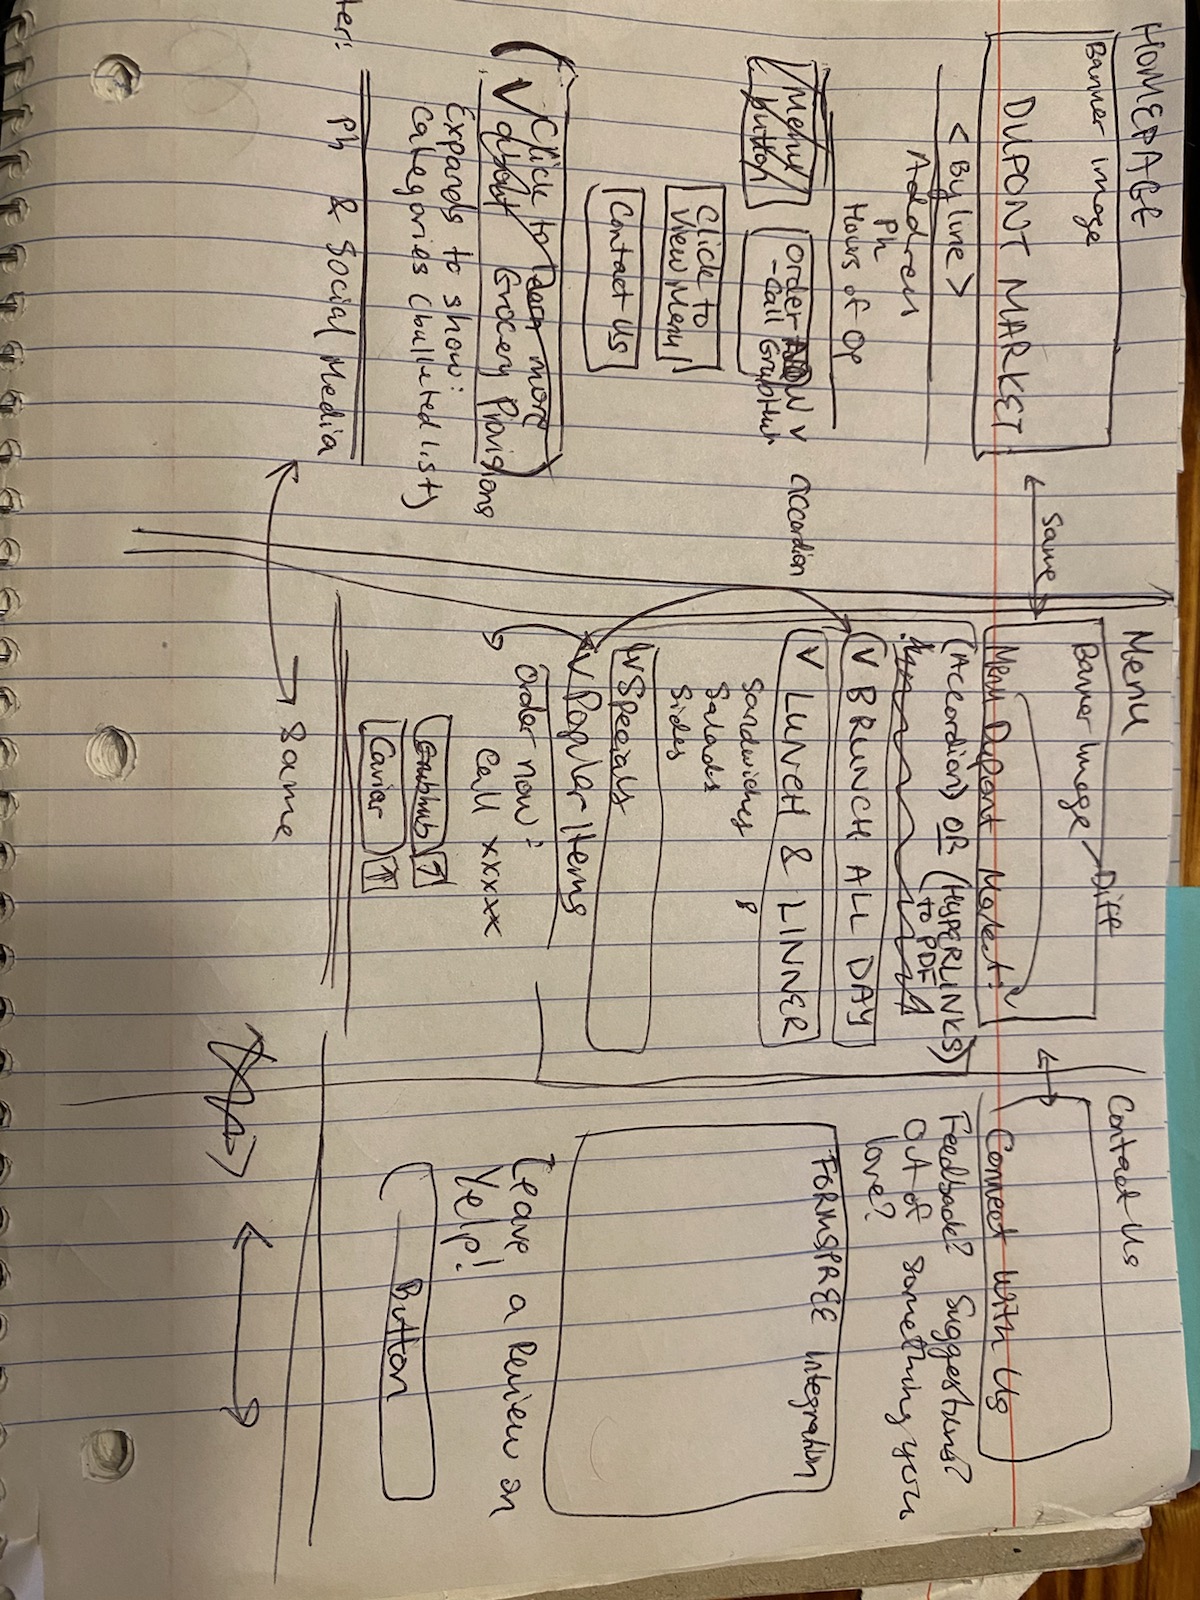 HOMEPAGE
Banner image
DUPONT MARKET
< Byline >
Address
Ph
Hours of Op
Menu
button
Order NOW v
-Call GrubHub
accordion
Click to
View Menu
Contact Us
Click to learn more
v about Grocery Provisions
Expands to show:
categories (bulleted list)
Ph & Social Media
ter:
Same
Menu
Banner image - Diff
Menu Dupont Market:
(Accordion) OR (HYPERLINKS)
to PDF
v BRUNCH ALL DAY
v LUNCH & LINNER
Sandwiches
Salads
Sides
v Specials
v Popular Items
Order now:
Call xxxxx
Grubhub ↑
Caviar ↑
Same
Contact Us
Connect With Us
Feedback? Suggestions?
Out of something you
love?
FORMSPREE Integration
Leave a Review on
Yelp!
Button